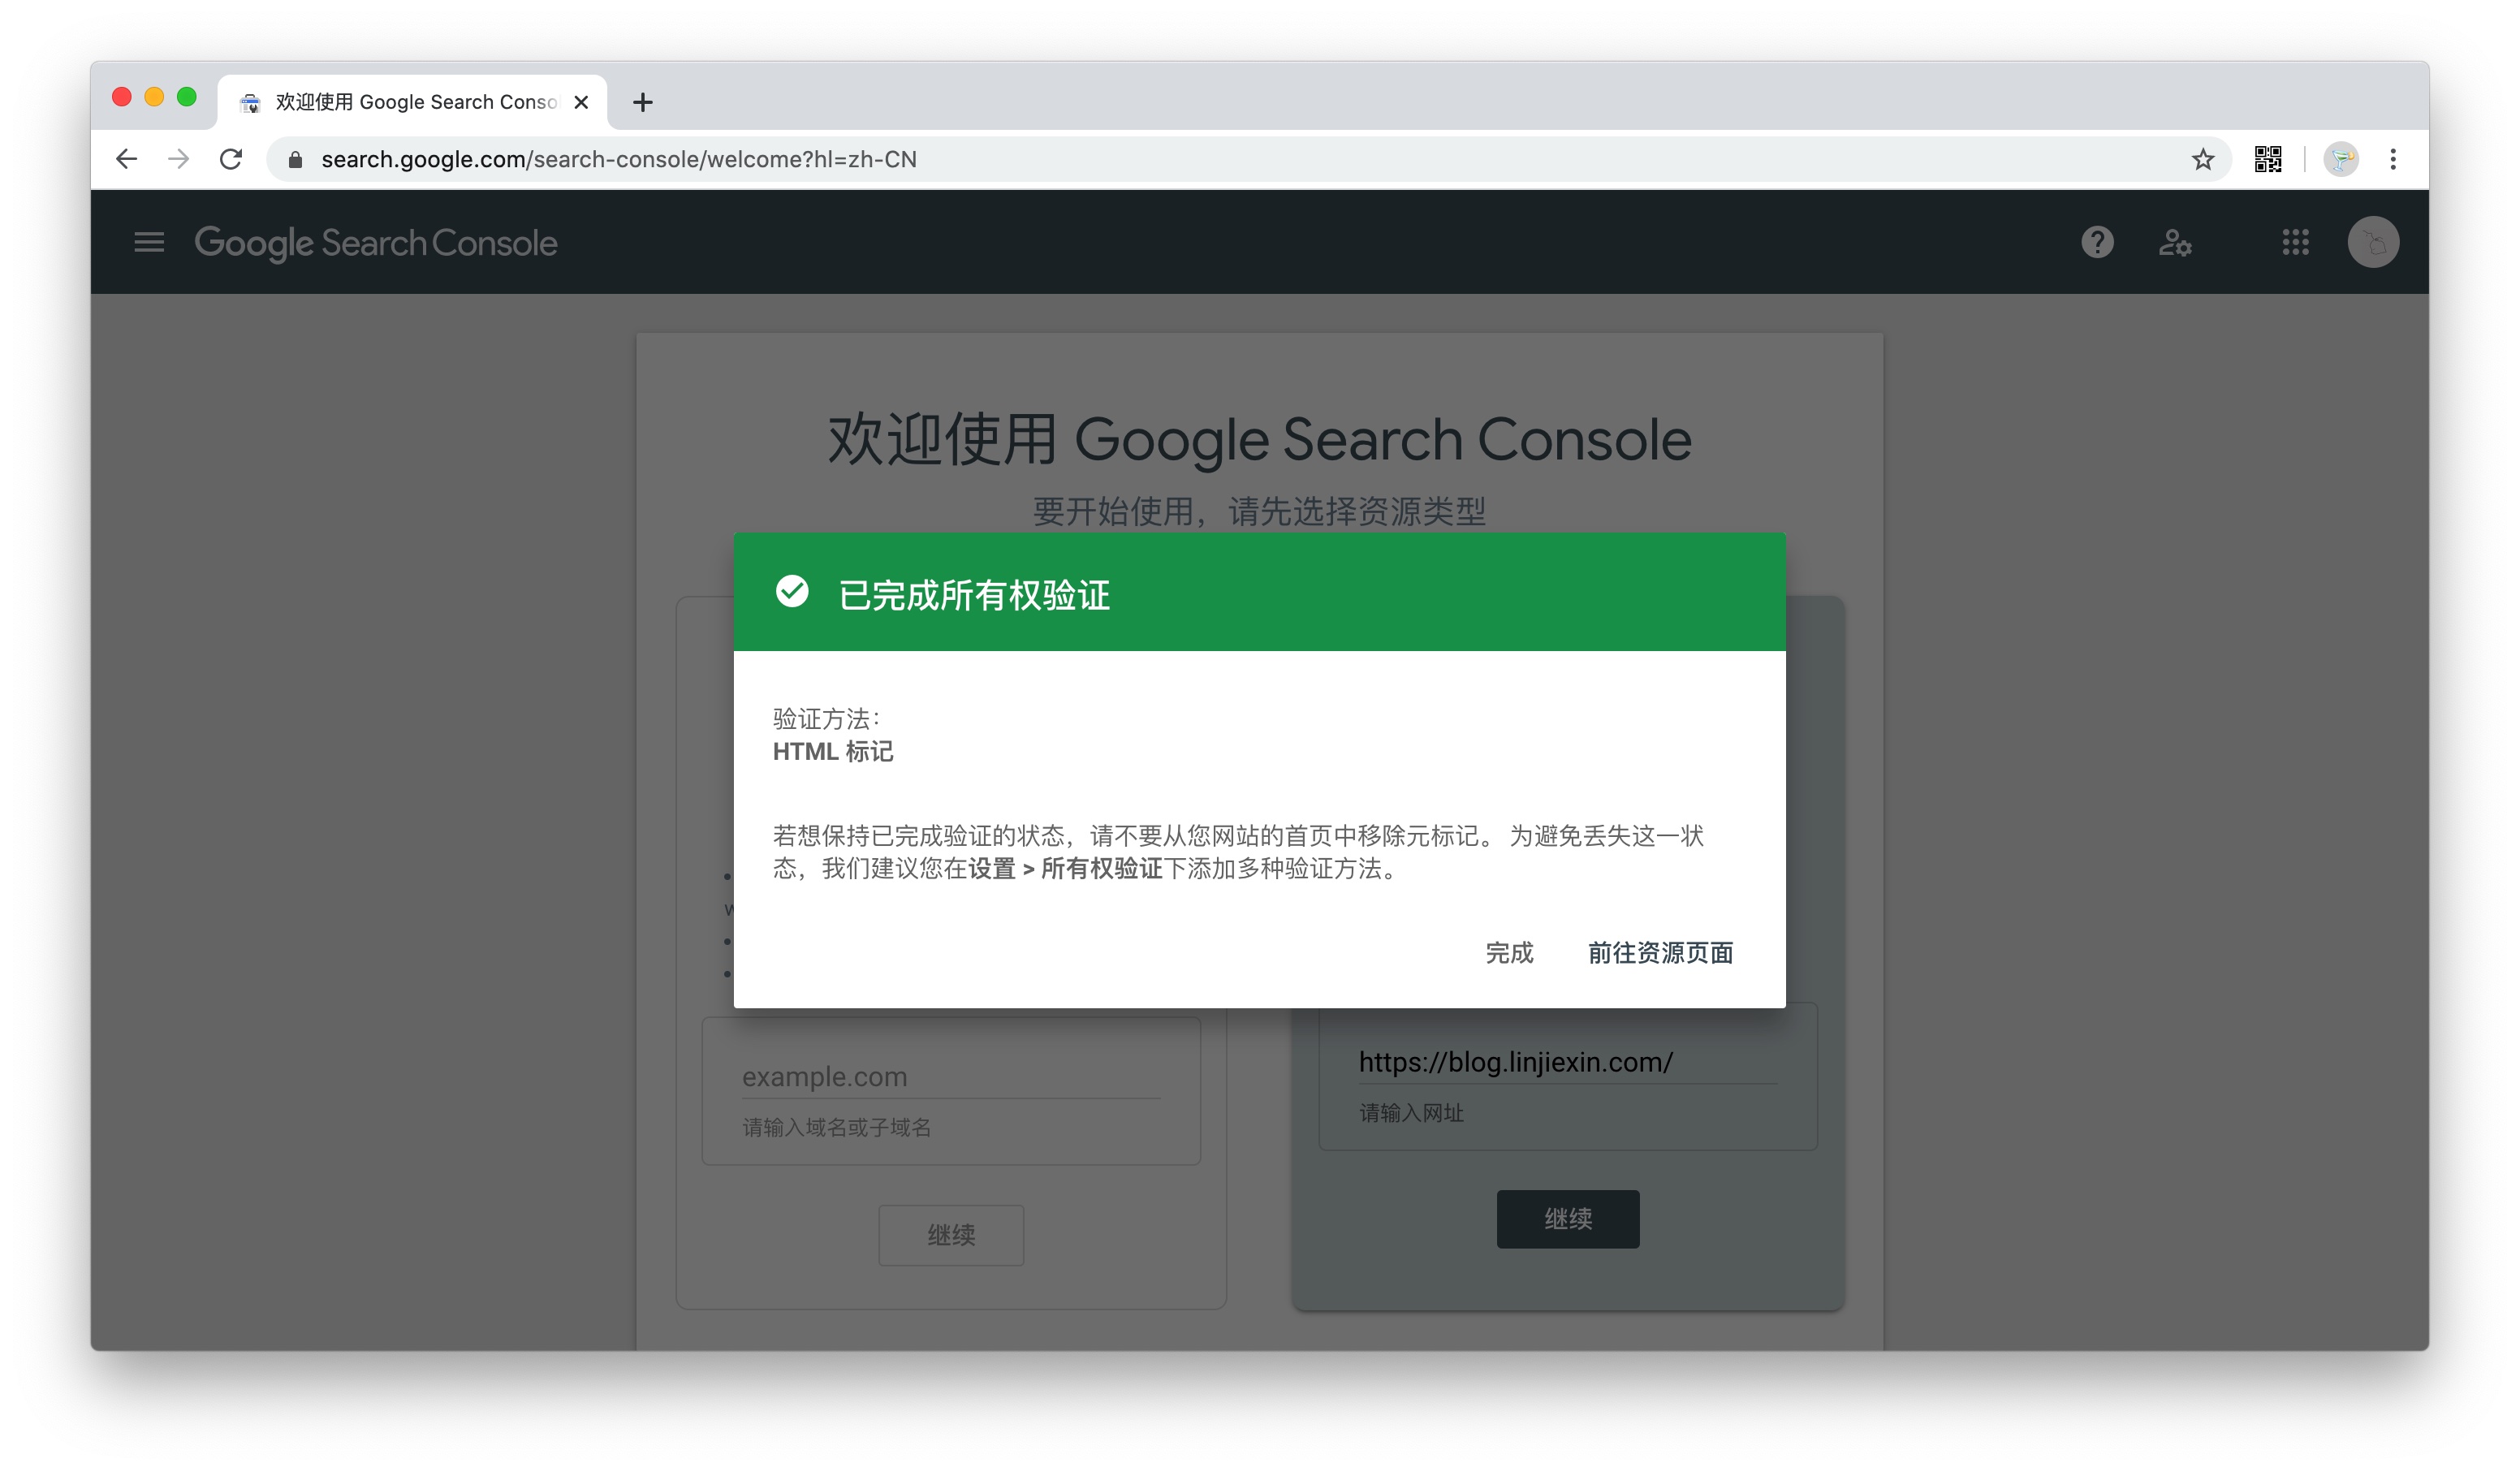 欢迎使用 Google Search Conso
search.google.com/search-console/welcome?hl=zh-CN
Google Search Console
欢迎使用 Google Search Console
要开始使用，请先选择资源类型
已完成所有权验证
验证方法：
HTML 标记
若想保持已完成验证的状态，请不要从您网站的首页中移除元标记。 为避免丢失这一状
态，我们建议您在设置 > 所有权验证下添加多种验证方法。
完成 前往资源页面
example.com
请输入域名或子域名
继续
https://blog.linjiexin.com/
请输入网址
继续